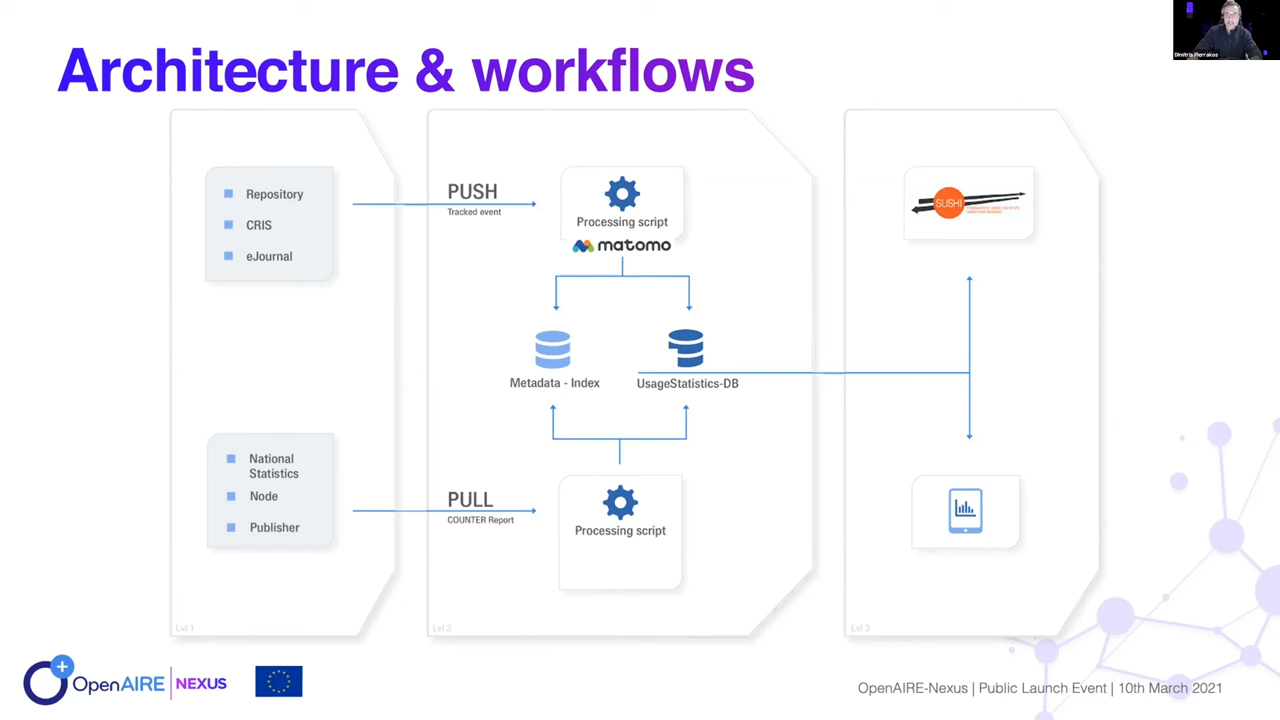 Dimitris Pierrakos
Architecture & workflows
Repository
CRIS
eJournal
PUSH
Tracked event
Processing script
matomo
SUSHI
Metadata - Index
UsageStatistics-DB
National
Statistics
Node
Publisher
PULL
COUNTER Report
Processing script
Lvl 1
Lvl 2
Lvl 3
OpenAIRE | NEXUS
OpenAIRE-Nexus | Public Launch Event | 10th March 2021